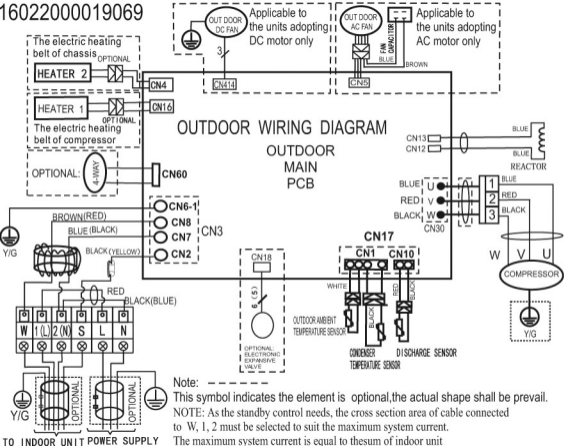 16022000019069
The electric heating
belt of chassis
OPTIONAL
HEATER 2
CN4
HEATER 1
CN16
OPTIONAL
The electric heating
belt of compressor
OPTIONAL:
4-WAY
CN60
OUT DOOR
DC FAN
3
CN414
Applicable to
the units adopting
DC motor only
OUT DOOR
AC FAN
FAN
CAPACITOR
BLUE
BROWN
CN5
Applicable to
the units adopting
AC motor only
OUTDOOR WIRING DIAGRAM
OUTDOOR
MAIN
PCB
CN13
CN12
BLUE
BLUE
REACTOR
BLUE U
RED V
BLACK W
CN30
1 BLUE
2 RED
3 BLACK
W V U
COMPRESSOR
Y/G
CN6-1
CN8
CN7
CN2
CN3
Y/G
BROWN(RED)
BLUE(BLACK)
BLACK(YELLOW)
RED
BLACK(BLUE)
W 1(L) 2(N) S L N
Y/G
OPTIONAL
OPTIONAL
TO INDOOR UNIT
POWER SUPPLY
CN18
6 (5)
OPTIONAL:
ELECTRONIC
EXPANSIVE
VALVE
CN17
CN1
CN10
WHITE
BLACK
RED
BLACK
OUTDOOR AMBIENT
TEMPERATURE SENSOR
CONDENSER
TEMPERATURE SENSOR
DISCHARGE SENSOR
Note:
This symbol indicates the element is optional,the actual shape shall be prevail.
NOTE: As the standby control needs, the cross section area of cable connected
to W, 1, 2 must be selected to suit the maximum system current.
The maximum system current is equal to thesum of indoor unit